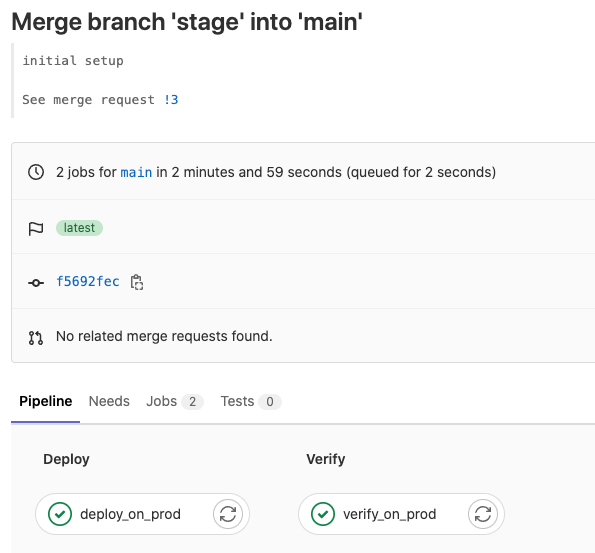 Merge branch 'stage' into 'main'
initial setup
See merge request !3
2 jobs for main in 2 minutes and 59 seconds (queued for 2 seconds)
latest
f5692fec
No related merge requests found.
Pipeline Needs Jobs 2 Tests 0
Deploy Verify
deploy_on_prod verify_on_prod